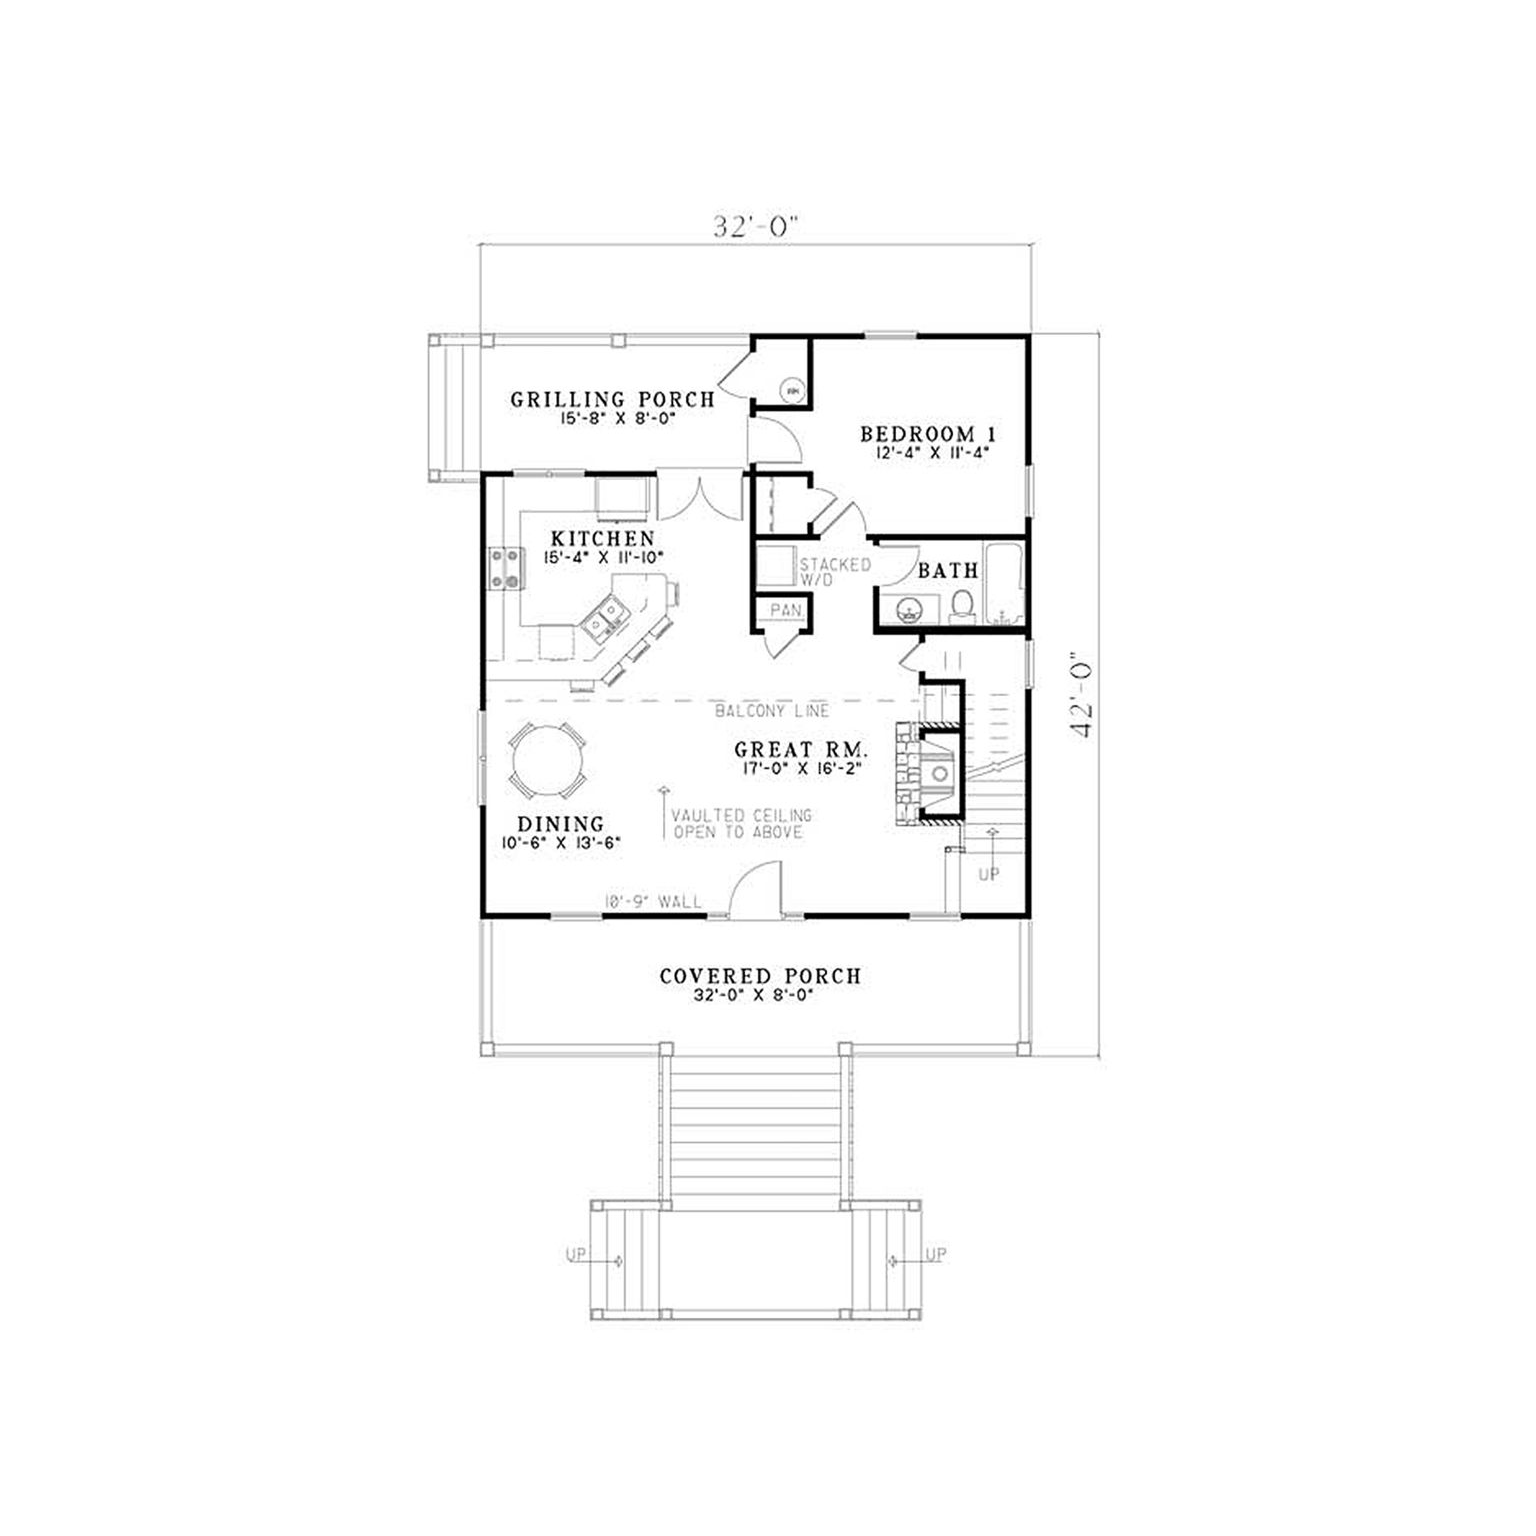 32'-0"
GRILLING PORCH
15'-8" X 8'-0"
WH
BEDROOM 1
12'-4" X 11'-4"
KITCHEN
15'-4" X 11'-10"
STACKED
W/D
BATH
PAN.
42'-0"
BALCONY LINE
GREAT RM.
17'-0" X 16'-2"
DINING
10'-6" X 13'-6"
VAULTED CEILING
OPEN TO ABOVE
UP
10'-9" WALL
COVERED PORCH
32'-0" X 8'-0"
UP
UP